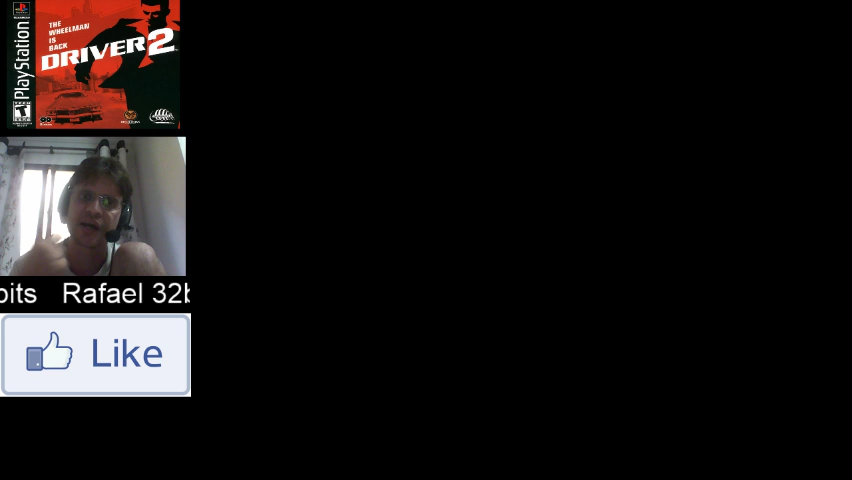 PlayStation
THE
WHEELMAN
IS
BACK
DRIVER 2
bits Rafael 32b
Like